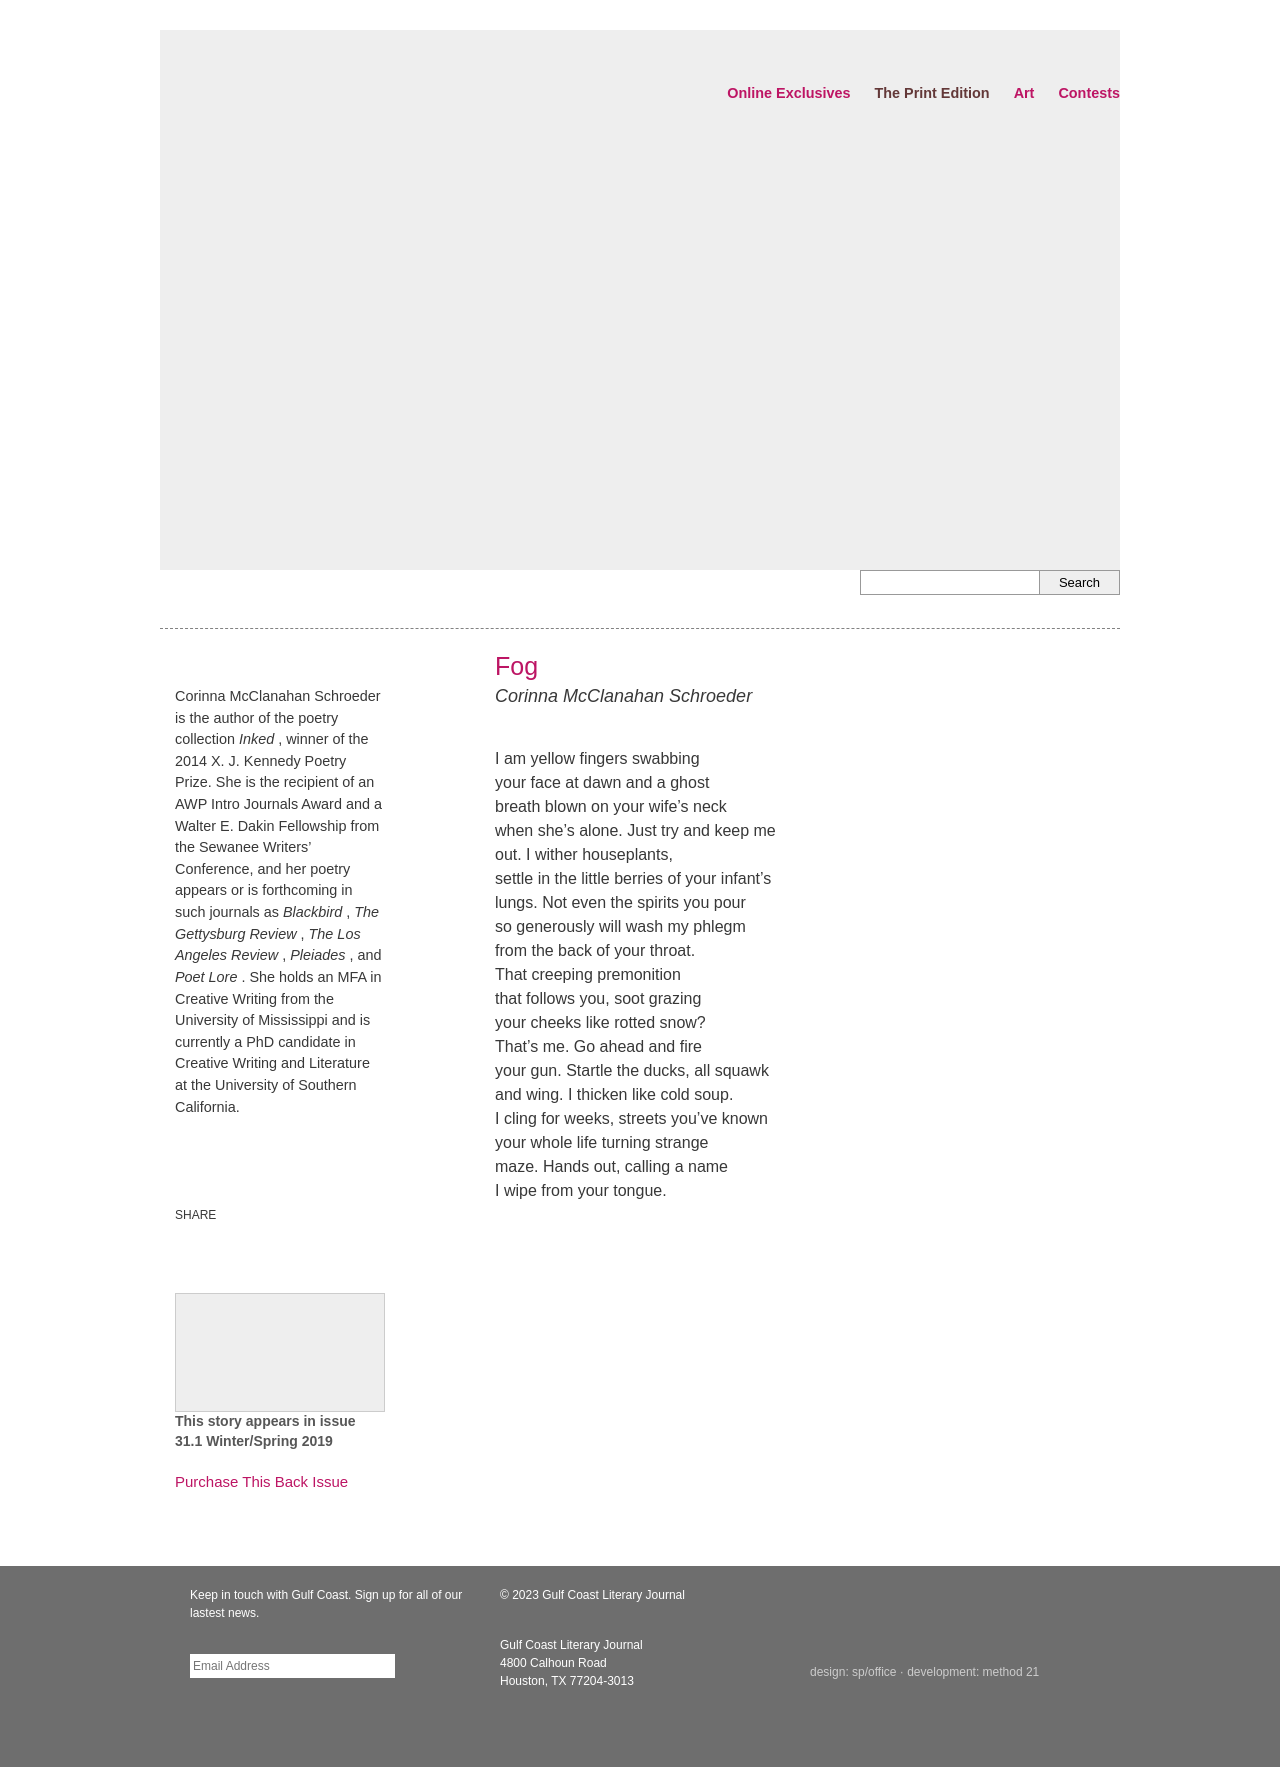 Online Exclusives The Print Edition Art Contests
Search
Fog
Corinna McClanahan Schroeder
Corinna McClanahan Schroeder
is the author of the poetry
collection Inked , winner of the
2014 X. J. Kennedy Poetry
Prize. She is the recipient of an
AWP Intro Journals Award and a
Walter E. Dakin Fellowship from
the Sewanee Writers’
Conference, and her poetry
appears or is forthcoming in
such journals as Blackbird , The
Gettysburg Review , The Los
Angeles Review , Pleiades , and
Poet Lore . She holds an MFA in
Creative Writing from the
University of Mississippi and is
currently a PhD candidate in
Creative Writing and Literature
at the University of Southern
California.
SHARE
This story appears in issue
31.1 Winter/Spring 2019
Purchase This Back Issue
I am yellow fingers swabbing
your face at dawn and a ghost
breath blown on your wife’s neck
when she’s alone. Just try and keep me
out. I wither houseplants,
settle in the little berries of your infant’s
lungs. Not even the spirits you pour
so generously will wash my phlegm
from the back of your throat.
That creeping premonition
that follows you, soot grazing
your cheeks like rotted snow?
That’s me. Go ahead and fire
your gun. Startle the ducks, all squawk
and wing. I thicken like cold soup.
I cling for weeks, streets you’ve known
your whole life turning strange
maze. Hands out, calling a name
I wipe from your tongue.
Keep in touch with Gulf Coast. Sign up for all of our
lastest news.
Email Address
© 2023 Gulf Coast Literary Journal
Gulf Coast Literary Journal
4800 Calhoun Road
Houston, TX 77204-3013
design: sp/office · development: method 21